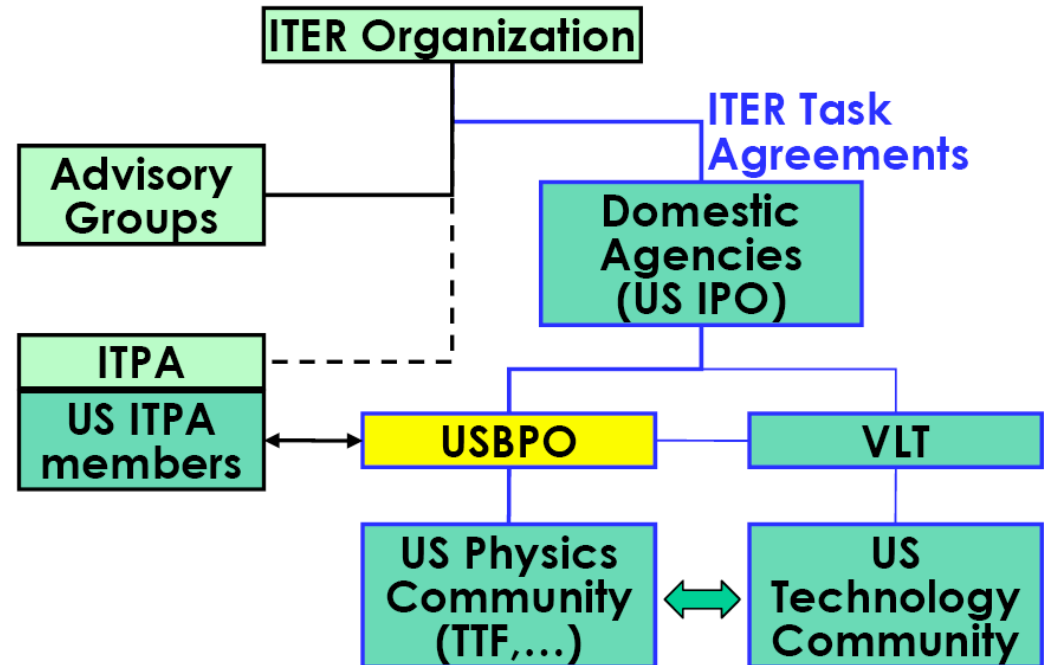 ITER Organization
ITER Task
Agreements
Advisory
Groups
Domestic
Agencies
(US IPO)
ITPA
US ITPA
members
USBPO
VLT
US Physics
Community
(TTF,...)
US
Technology
Community